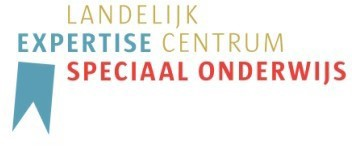 LANDELIJK
EXPERTISE CENTRUM
SPECIAAL ONDERWIJS